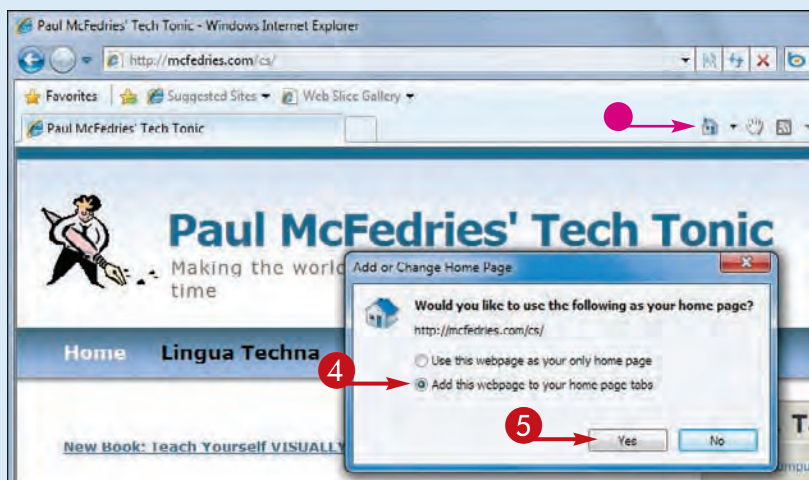 Paul McFedries' Tech Tonic - Windows Internet Explorer
http://mcfedries.com/cs/
Favorites Suggested Sites Web Slice Gallery
Paul McFedries' Tech Tonic
Paul McFedries' Tech Tonic
Making the world
time
Add or Change Home Page
Would you like to use the following as your home page?
http://mcfedries.com/cs/
Use this webpage as your only home page
4
Add this webpage to your home page tabs
Home Lingua Techna
5
Yes No
New Book: Teach Yourself VISUALLY